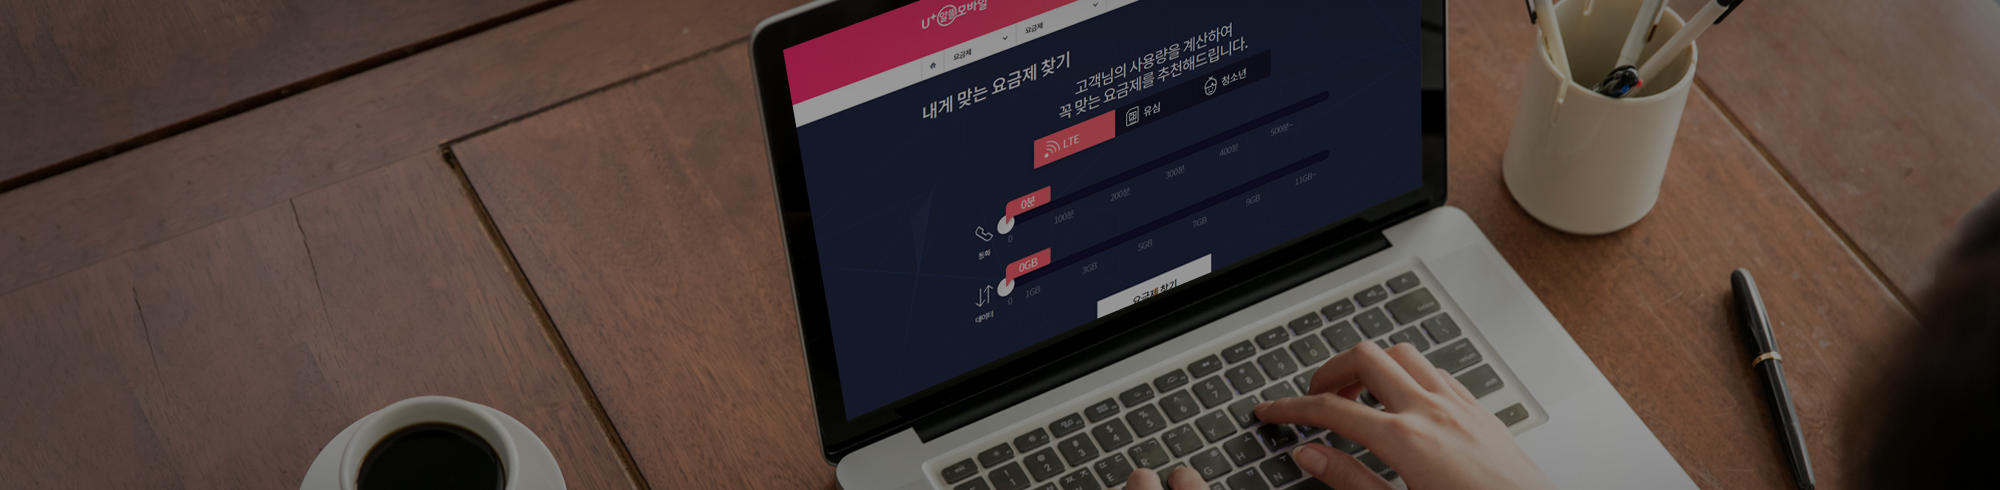 U+알뜰모바일
요금제
요금제
내게 맞는 요금제 찾기
고객님의 사용량을 계산하여
꼭 맞는 요금제를 추천해드립니다.
LTE
유심
청소년
0분
통화
0
100분
200분
300분
400분
500분~
0GB
데이터
0
1GB
3GB
5GB
7GB
9GB
11GB~
요금제 찾기